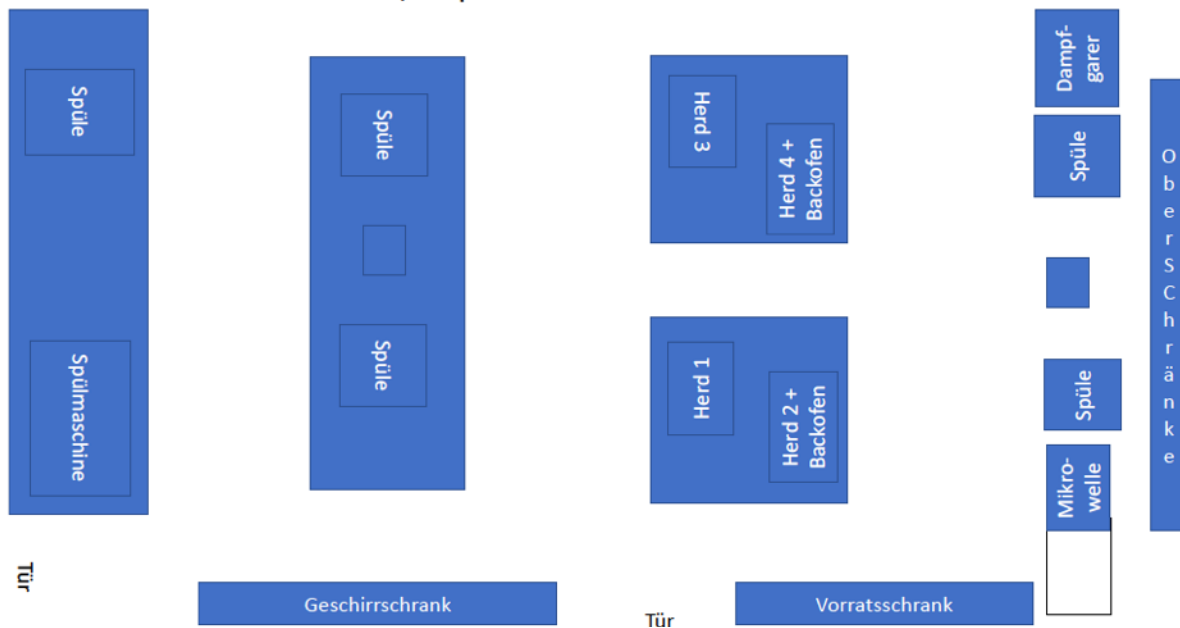 Spüle
Spülmaschine
Tür
Spüle
Spüle
Geschirrschrank
Herd 3
Herd 4 +
Backofen
Herd 1
Herd 2 +
Backofen
Tür
Vorratsschrank
Dampf-
garer
Spüle
Spüle
Mikro-
welle
OberSChränke